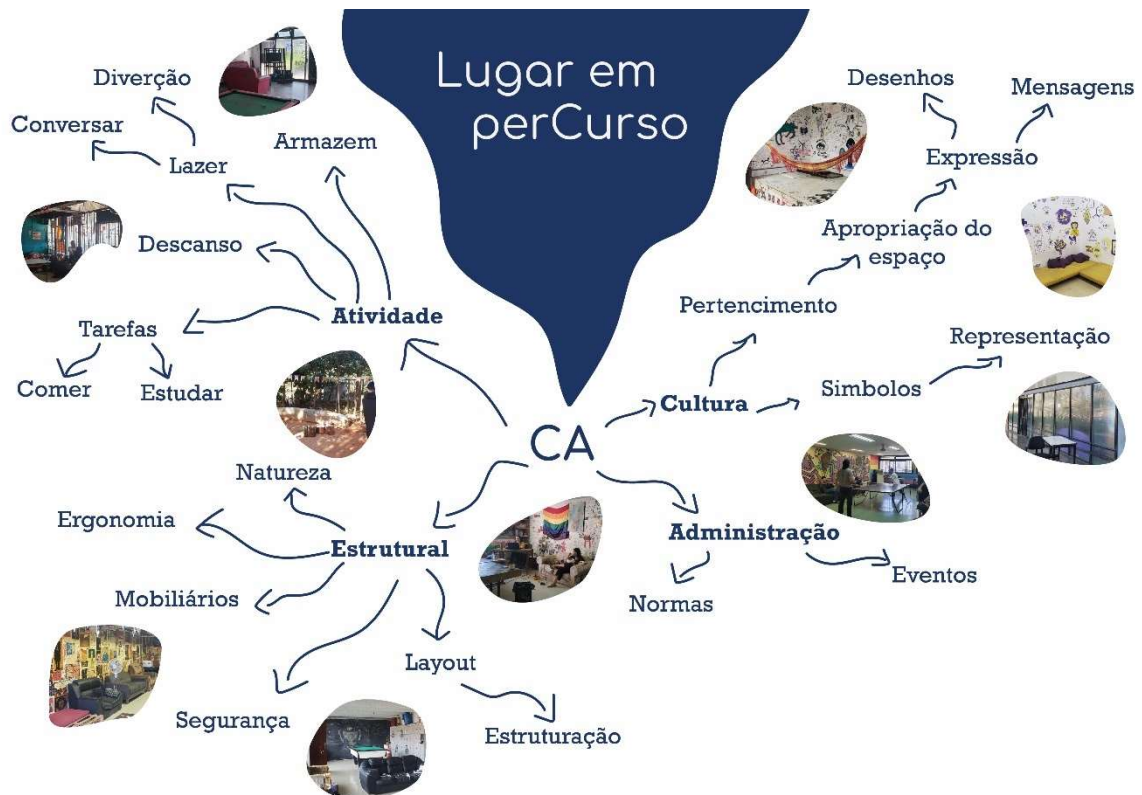 Lugar em
perCurso
Diverção
Conversar
Lazer
Armazem
Descanso
Atividade
Tarefas
Comer
Estudar
Desenhos
Mensagens
Expressão
Apropriação do
espaço
Pertencimento
Representação
Simbolos
Cultura
CA
Natureza
Ergonomia
Estrutural
Mobiliários
Segurança
Layout
Estruturação
Administração
Normas
Eventos